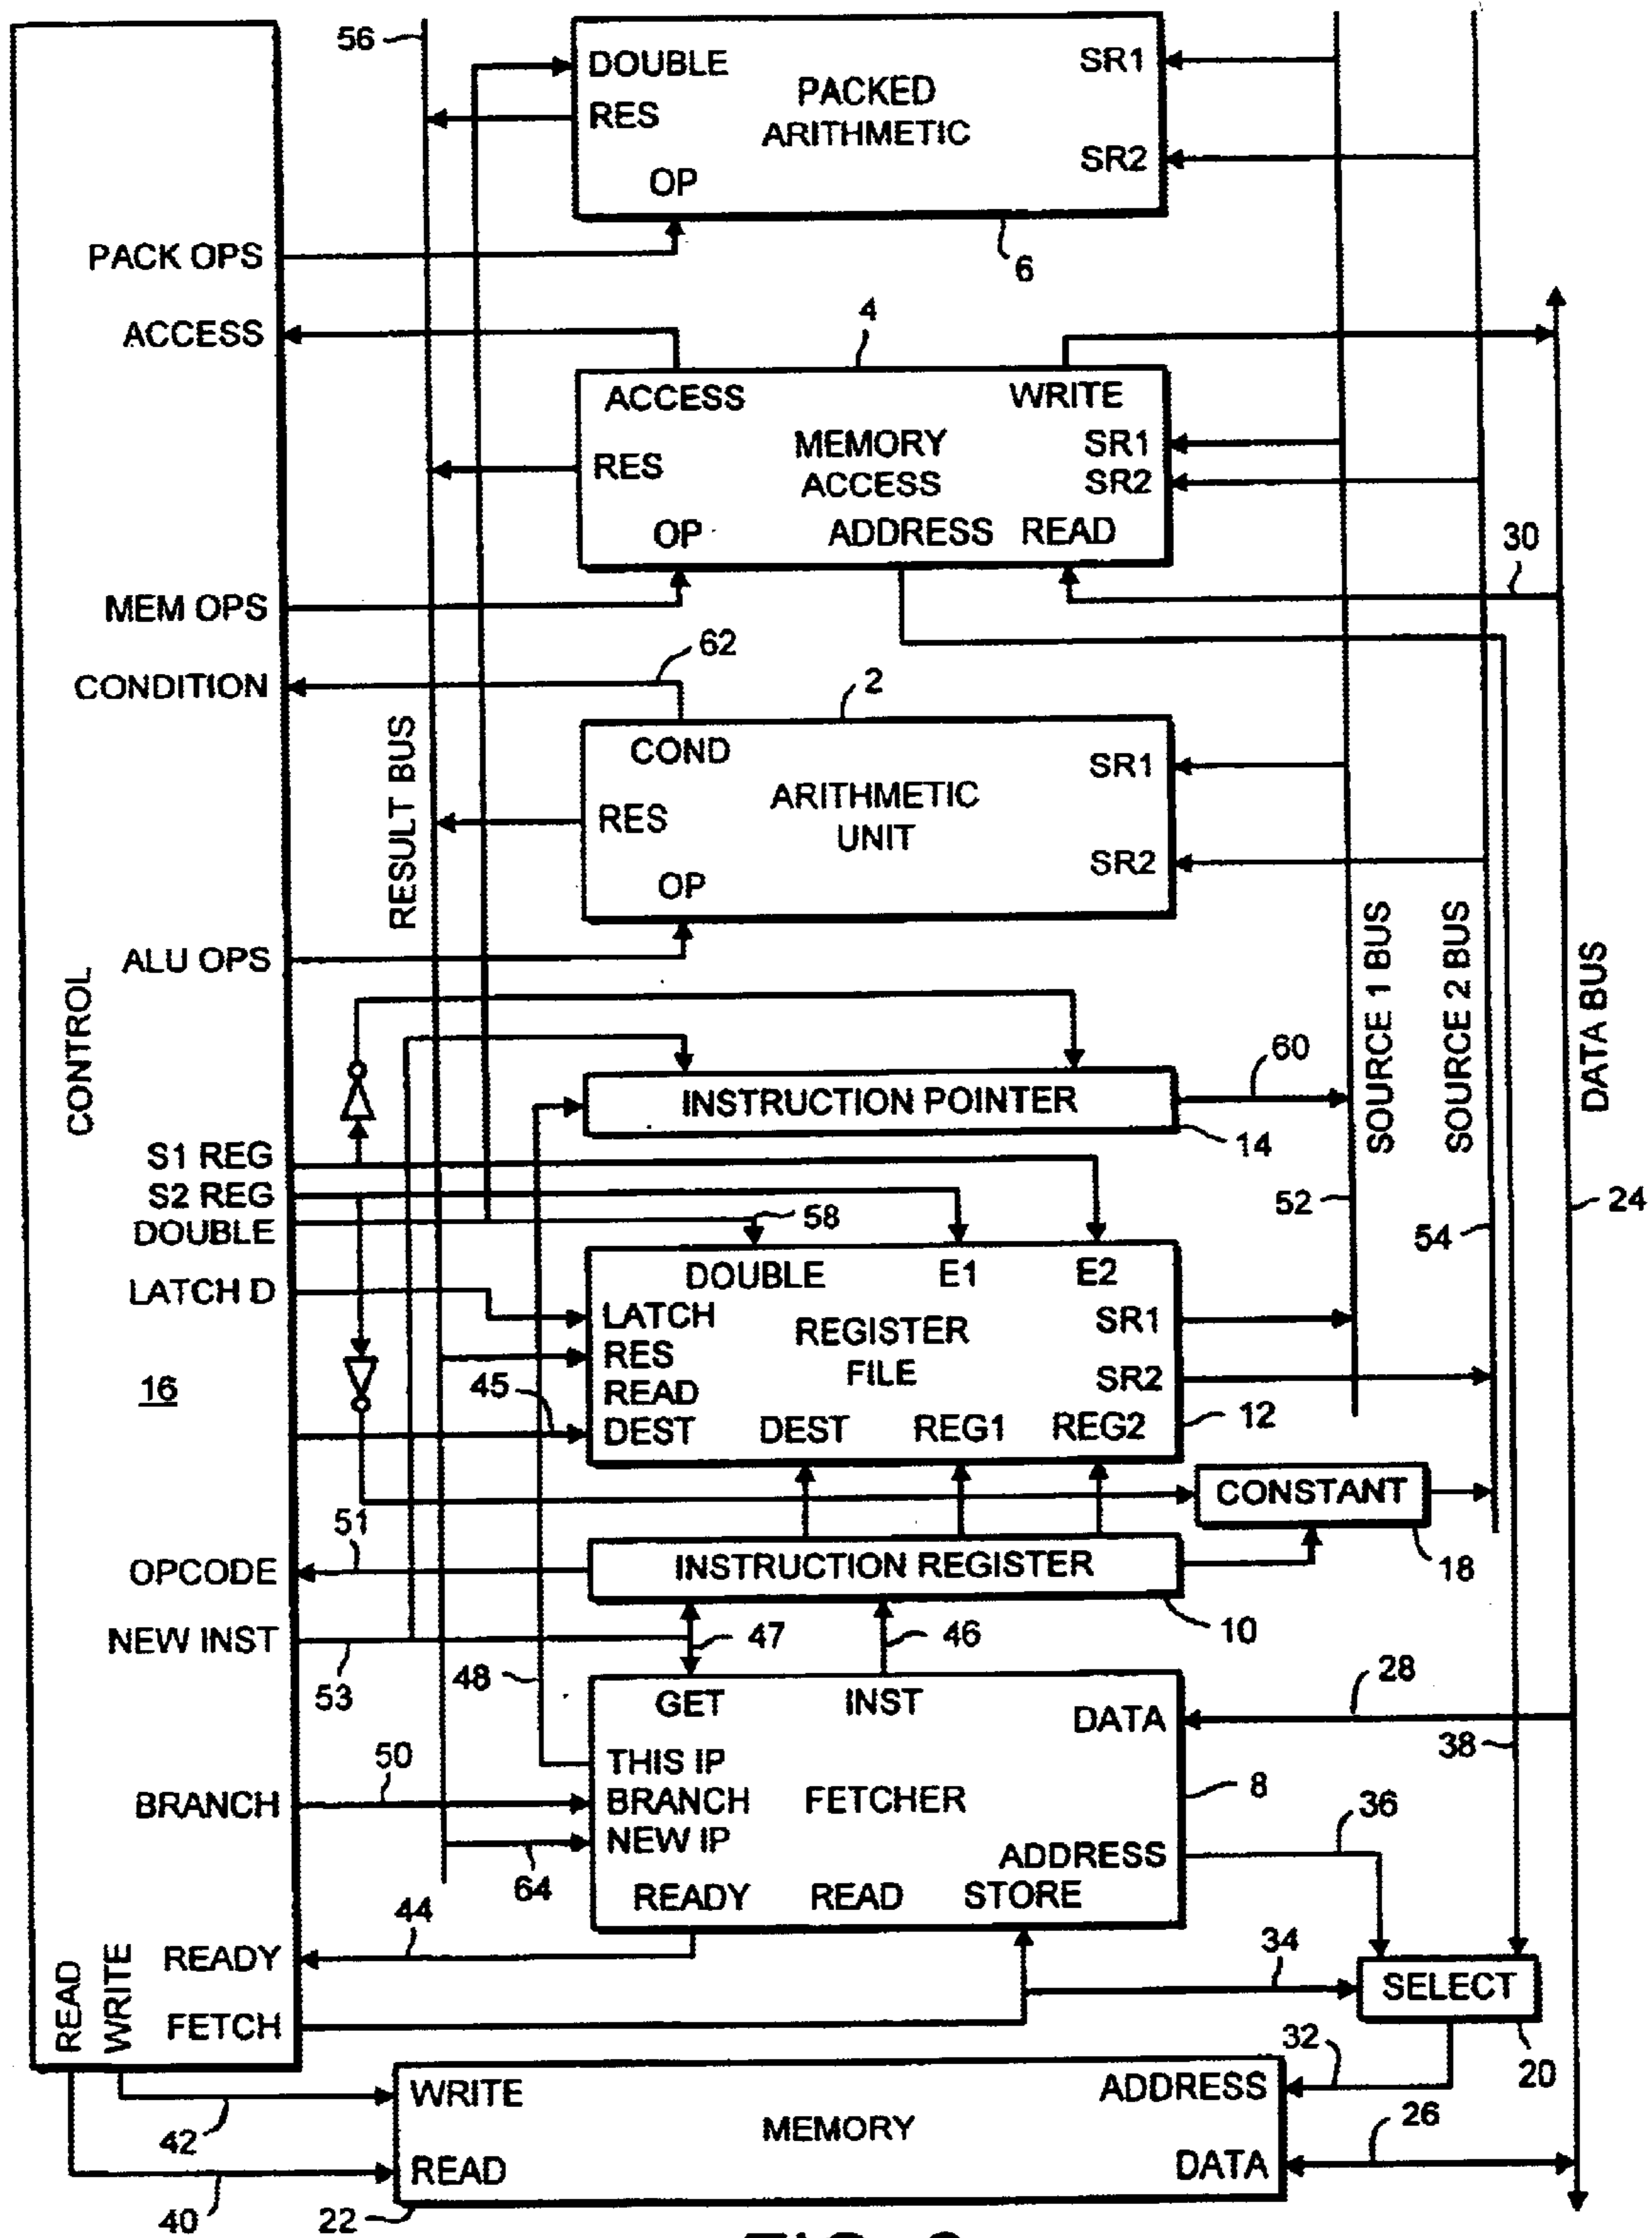 56
DOUBLE
SR1
PACKED
ARITHMETIC
RES
SR2
OP
PACK OPS
6
4
ACCESS
ACCESS
WRITE
MEMORY
ACCESS
SR1
RES
SR2
OP
ADDRESS
READ
30
MEM OPS
62
CONDITION
2
COND
SR1
ARITHMETIC
UNIT
RES
SR2
OP
RESULT BUS
ALU OPS
SOURCE 1 BUS
SOURCE 2 BUS
DATA BUS
CONTROL
60
INSTRUCTION POINTER
14
S1 REG
S2 REG
DOUBLE
58
52
54
24
LATCH D
DOUBLE
E1
E2
LATCH
SR1
REGISTER
FILE
RES
READ
SR2
16
45
DEST
DEST
REG1
REG2
12
CONSTANT
51
OPCODE
INSTRUCTION REGISTER
18
10
NEW INST
47
46
48
53
28
GET
INST
DATA
38
THIS IP
50
BRANCH
BRANCH
FETCHER
8
NEW IP
36
ADDRESS
64
READY
READ
STORE
44
READY
34
SELECT
READ
WRITE
FETCH
32
20
WRITE
ADDRESS
MEMORY
26
42
READ
DATA
40
22